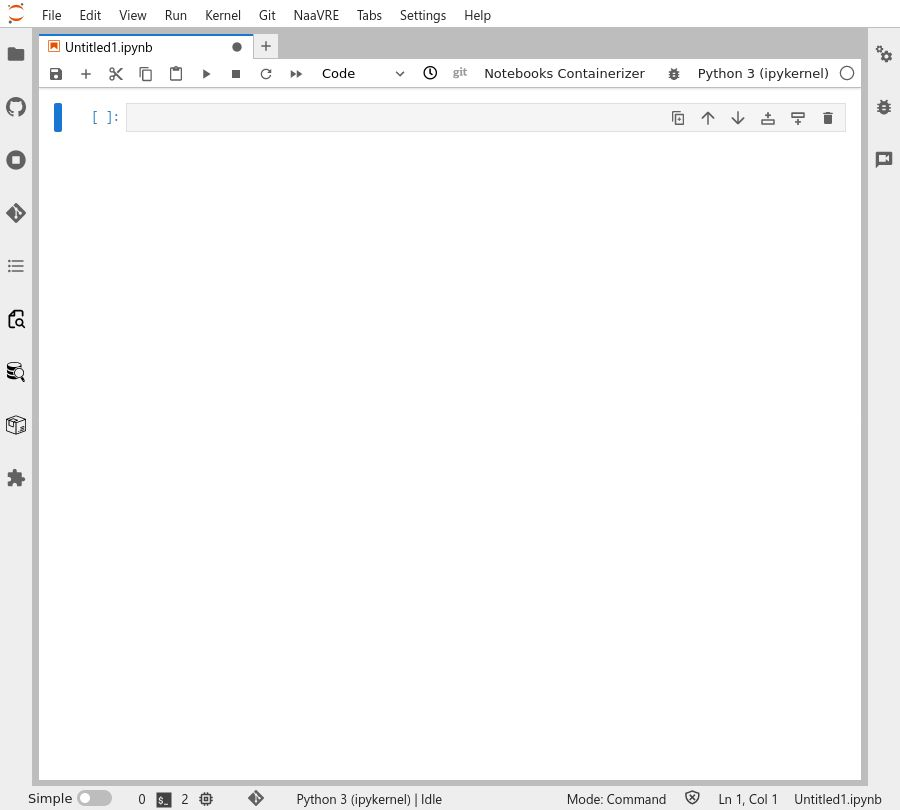 File Edit View Run Kernel Git NaaVRE Tabs Settings Help
Untitled1.ipynb
Code git Notebooks Containerizer Python 3 (ipykernel)
[ ]:
Simple 0 $_ 2 Python 3 (ipykernel) | Idle Mode: Command Ln 1, Col 1 Untitled1.ipynb